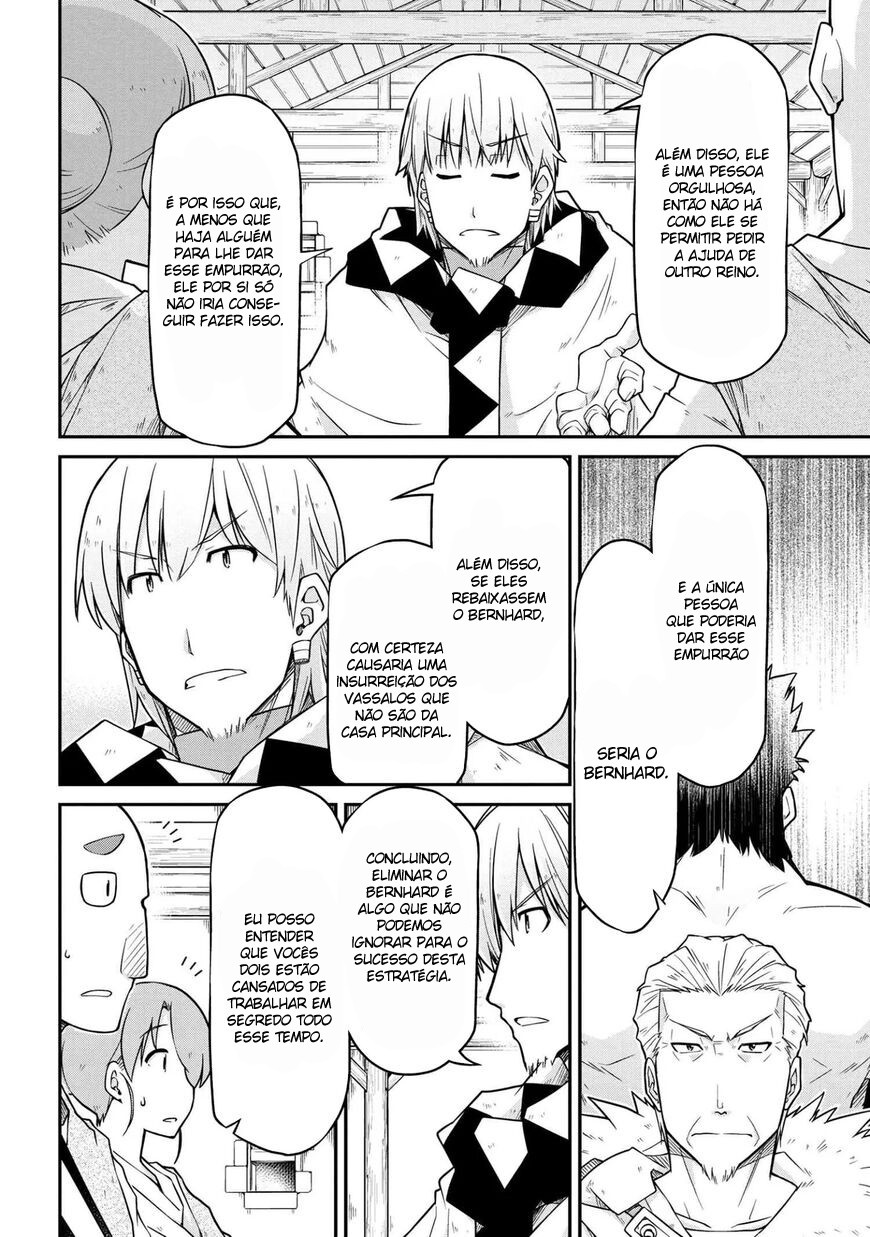 ALÉM DISSO, ELE
É UMA PESSOA
ORGULHOSA,
ENTÃO NÃO HÁ
COMO ELE SE
PERMITIR PEDIR
A AJUDA DE
OUTRO REINO.
É POR ISSO QUE,
A MENOS QUE
HAJA ALGUÉM
PARA LHE DAR
ESSE EMPURRÃO,
ELE POR SI SÓ
NÃO IRIA CONSE-
GUIR FAZER ISSO.
E A ÚNICA
PESSOA
QUE PODERIA
DAR ESSE
EMPURRÃO
SERIA O
BERNHARD.
ALÉM DISSO,
SE ELES
REBAIXASSEM
O BERNHARD,
COM CERTEZA
CAUSARIA UMA
INSURREIÇÃO DOS
VASSALOS QUE
NÃO SÃO DA
CASA PRINCIPAL.
CONCLUINDO,
ELIMINAR O
BERNHARD É
ALGO QUE NÃO
PODEMOS
IGNORAR PARA O
SUCESSO DESTA
ESTRATÉGIA.
EU POSSO
ENTENDER
QUE VOCÊS
DOIS ESTÃO
CANSADOS DE
TRABALHAR EM
SEGREDO TODO
ESSE TEMPO.